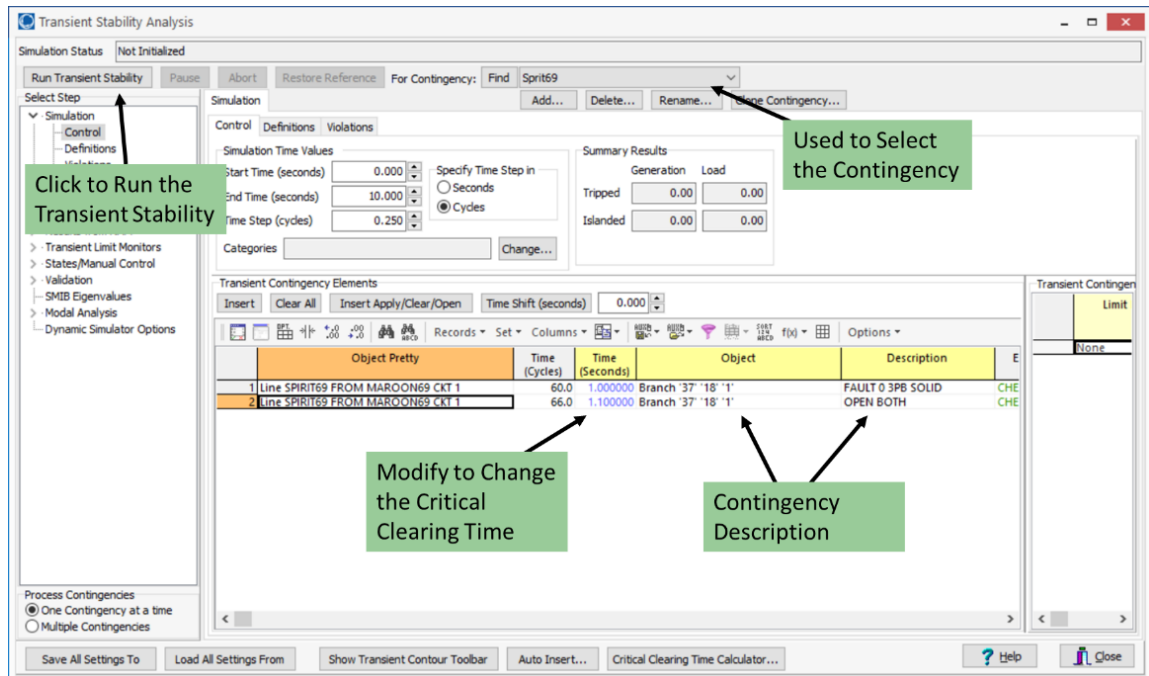 Transient Stability Analysis
Simulation Status Not Initialized
Run Transient Stability Pause Abort Restore Reference For Contingency: Find Sprit69
Select Step
Simulation
Control
Definitions
Transient Limit Monitors
States/Manual Control
Validation
SMIB Eigenvalues
Modal Analysis
Dynamic Simulator Options
Click to Run the
Transient Stability
Process Contingencies
One Contingency at a time
Multiple Contingencies
Simulation Add... Delete... Rename... Clone Contingency...
Control Definitions Violations
Simulation Time Values
Start Time (seconds) 0.000
End Time (seconds) 10.000
Time Step (cycles) 0.250
Specify Time Step in
Seconds
Cycles
Categories Change...
Summary Results
Generation Load
Tripped 0.00 0.00
Islanded 0.00 0.00
Used to Select
the Contingency
Transient Contingency Elements
Insert Clear All Insert Apply/Clear/Open Time Shift (seconds) 0.000
Records Set Columns Options
Object Pretty Time (Cycles) Time (Seconds) Object Description E
1 Line SPIRIT69 FROM MAROON69 CKT 1 60.0 1.000000 Branch '37' '18' '1' FAULT 0 3PB SOLID CHE
2 Line SPIRIT69 FROM MAROON69 CKT 1 66.0 1.100000 Branch '37' '18' '1' OPEN BOTH CHE
Modify to Change
the Critical
Clearing Time
Contingency
Description
Transient Contingen
Limit
None
Save All Settings To Load All Settings From Show Transient Contour Toolbar Auto Insert... Critical Clearing Time Calculator... Help Close